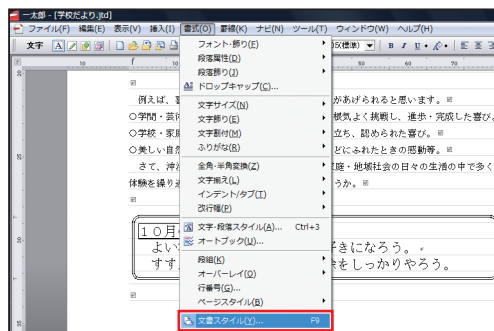 一太郎 - [学校だより.jtd]
ファイル(F) 編集(E) 表示(V) 挿入(I) 書式(O) 罫線(K) ナビ(N) ツール(T) ウィンドウ(W) ヘルプ(H)
文字
10 10 50 60 70
フォント・飾り(F)
段落属性(D)
段落飾り(J)
ドロップキャップ(C)...
文字サイズ(N)
文字飾り(E)
文字割付(M)
ふりがな(R)
全角・半角変換(Z)
文字揃え(L)
インデント/タブ(T)
改行幅(P)
文字・段落スタイル(A)... Ctrl+3
オートブック(U)...
段組(K)
オーバーレイ(O)
行番号(G)...
ページスタイル(B)
文書スタイル(Y)... F9
例えば、
があげられると思います。
○学問・芸
根気よく挑戦し、進歩・完成した喜び。
○学校・家
立ち、認められた喜び。
○美しい自
どにふれたときの感動等。
さて、沖
庭・地域社会の日々の生活の中で多く
体験を繰り
うか。
10月
よい
きになろう。
すす
をしっかりやろう。